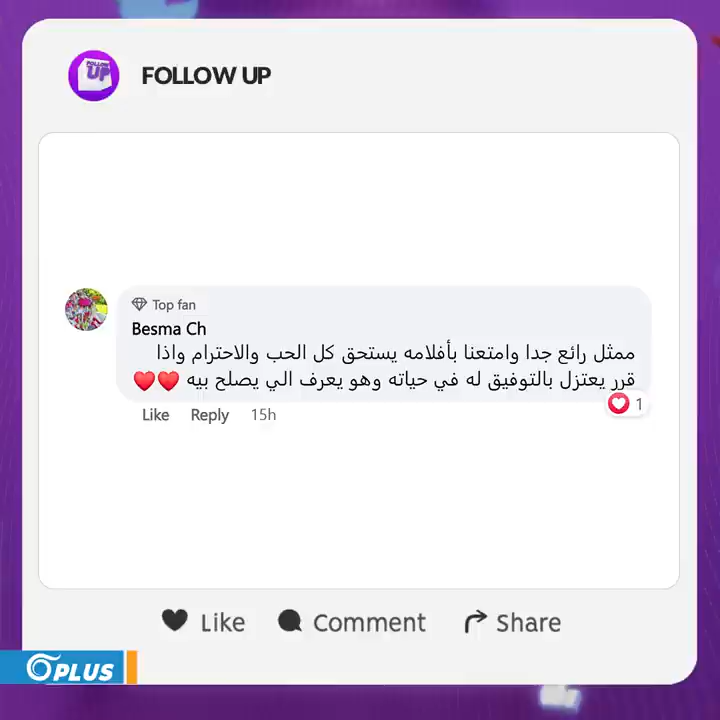 FOLLOW UP
FOLLOW UP
Top fan
Besma Ch
ممثل رائع جدا وامتعنا بأفلامه يستحق كل الحب والاحترام واذا
قرر يعتزل بالتوفيق له في حياته وهو يعرف الي يصلح بيه ♥️♥️
1
Like Reply 15h
Like Comment Share
PLUS